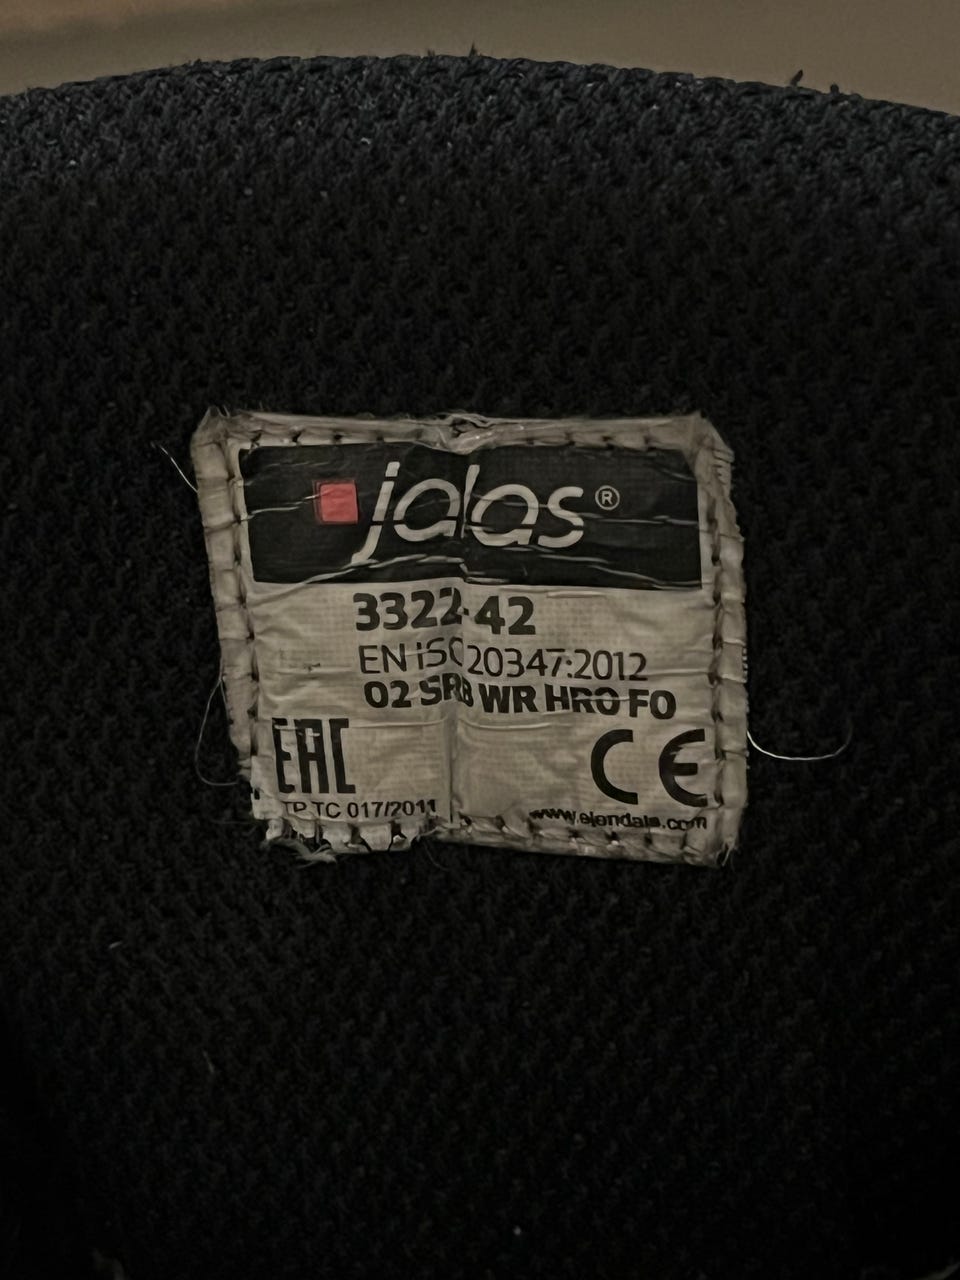 jalas®
3322-42
EN ISO 20347:2012
O2 SRB WR HRO FO
EAC
TP TC 017/2011
CE
www.ejendals.com